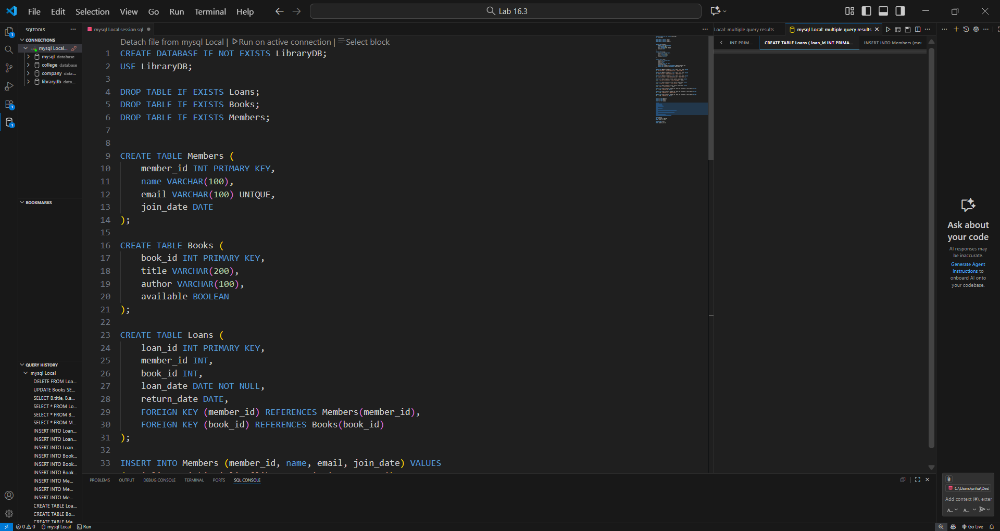 File Edit Selection View Go Run Terminal Help
Lab 16.3
SQLTOOLS
CONNECTIONS
mysql Local...
mysql database
college database
company data...
librarydb data...
BOOKMARKS
QUERY HISTORY
mysql Local
DELETE FROM Loa...
UPDATE Books SE...
SELECT B.title, B.a...
SELECT * FROM Lo...
SELECT * FROM B...
SELECT * FROM M...
INSERT INTO Loan...
INSERT INTO Loan...
INSERT INTO Loan...
INSERT INTO Book...
INSERT INTO Book...
INSERT INTO Book...
INSERT INTO Me...
INSERT INTO Me...
INSERT INTO Me...
CREATE TABLE Loa...
CREATE TABLE Bo...
CREATE TABLE Me...
mysql Local.session.sql
Detach file from mysql Local | Run on active connection | Select block
1 CREATE DATABASE IF NOT EXISTS LibraryDB;
2 USE LibraryDB;
3
4 DROP TABLE IF EXISTS Loans;
5 DROP TABLE IF EXISTS Books;
6 DROP TABLE IF EXISTS Members;
7
8
9 CREATE TABLE Members (
10 member_id INT PRIMARY KEY,
11 name VARCHAR(100),
12 email VARCHAR(100) UNIQUE,
13 join_date DATE
14 );
15
16 CREATE TABLE Books (
17 book_id INT PRIMARY KEY,
18 title VARCHAR(200),
19 author VARCHAR(100),
20 available BOOLEAN
21 );
22
23 CREATE TABLE Loans (
24 loan_id INT PRIMARY KEY,
25 member_id INT,
26 book_id INT,
27 loan_date DATE NOT NULL,
28 return_date DATE,
29 FOREIGN KEY (member_id) REFERENCES Members(member_id),
30 FOREIGN KEY (book_id) REFERENCES Books(book_id)
31 );
32
33 INSERT INTO Members (member_id, name, email, join_date) VALUES
Local: multiple query results
mysql Local: multiple query results
INT PRIM...
CREATE TABLE Loans ( loan_id INT PRIMA...
INSERT INTO Members (mer
Ask about
your code
AI responses may
be inaccurate.
Generate Agent
Instructions to
onboard AI onto
your codebase.
C:\Users\sriha\Desl
Add context (#), exter
A...
A...
PROBLEMS OUTPUT DEBUG CONSOLE TERMINAL PORTS SQL CONSOLE
0 0 mysql Local Run
Go Live